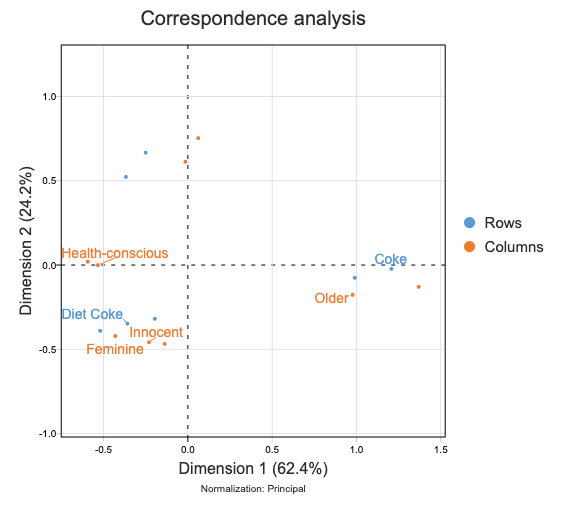 Correspondence analysis
Dimension 2 (24.2%)
1.0
0.5
0.0
-0.5
-1.0
Health-conscious
Coke
Older
Diet Coke
Innocent
Feminine
Rows
Columns
-0.5
0.0
0.5
1.0
1.5
Dimension 1 (62.4%)
Normalization: Principal